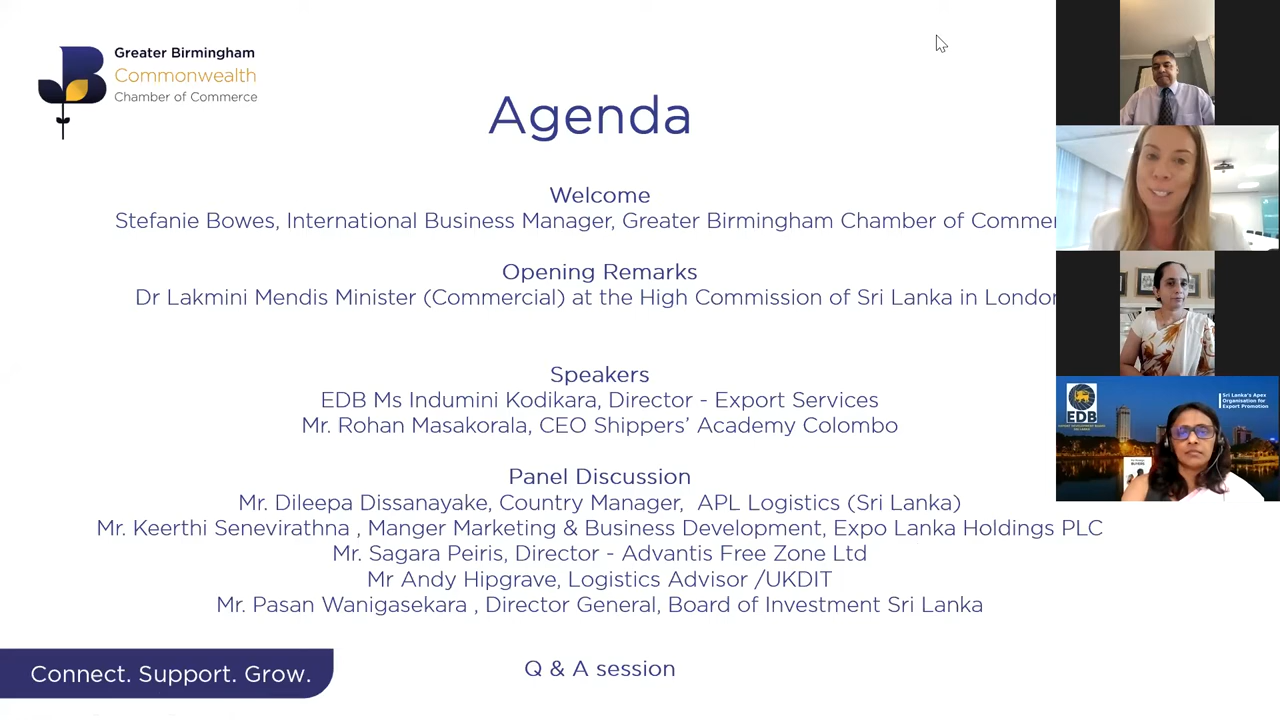 Greater Birmingham
Commonwealth
Chamber of Commerce
Agenda
Welcome
Stefanie Bowes, International Business Manager, Greater Birmingham Chamber of Commer
Opening Remarks
Dr Lakmini Mendis Minister (Commercial) at the High Commission of Sri Lanka in London
Speakers
EDB Ms Indumini Kodikara, Director - Export Services
Mr. Rohan Masakorala, CEO Shippers' Academy Colombo
Panel Discussion
Mr. Dileepa Dissanayake, Country Manager, APL Logistics (Sri Lanka)
Mr. Keerthi Senevirathna , Manger Marketing & Business Development, Expo Lanka Holdings PLC
Mr. Sagara Peiris, Director - Advantis Free Zone Ltd
Mr Andy Hipgrave, Logistics Advisor /UKDIT
Mr. Pasan Wanigasekara , Director General, Board of Investment Sri Lanka
Q & A session
Connect. Support. Grow.
EDB
Sri Lanka's Apex
Organisation for
Export Promotion